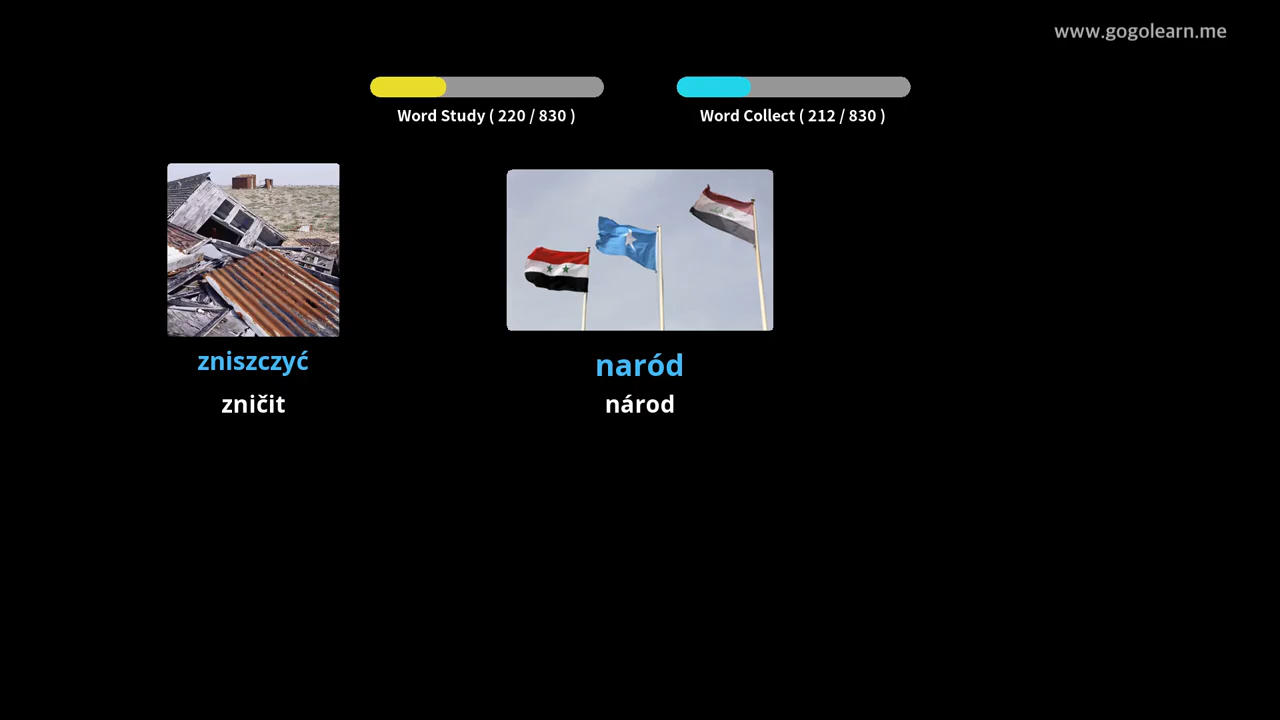 www.gogolearn.me
Word Study ( 220 / 830 )
Word Collect ( 212 / 830 )
zniszczyć
zničit
naród
národ